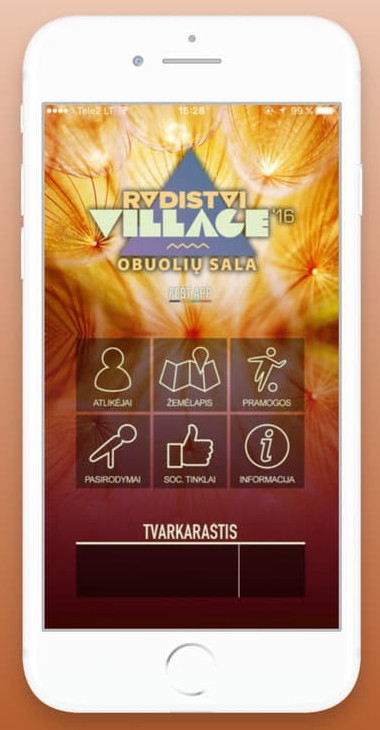 Tele2 LT 15:28 99 %
RADISTAI
VILLAGE '16
OBUOLIŲ SALA
FEST APP
ATLIKĖJAI ŽEMĖLAPIS PRAMOGOS
PASIRODYMAI SOC. TINKLAI INFORMACIJA
TVARKARAŠTIS